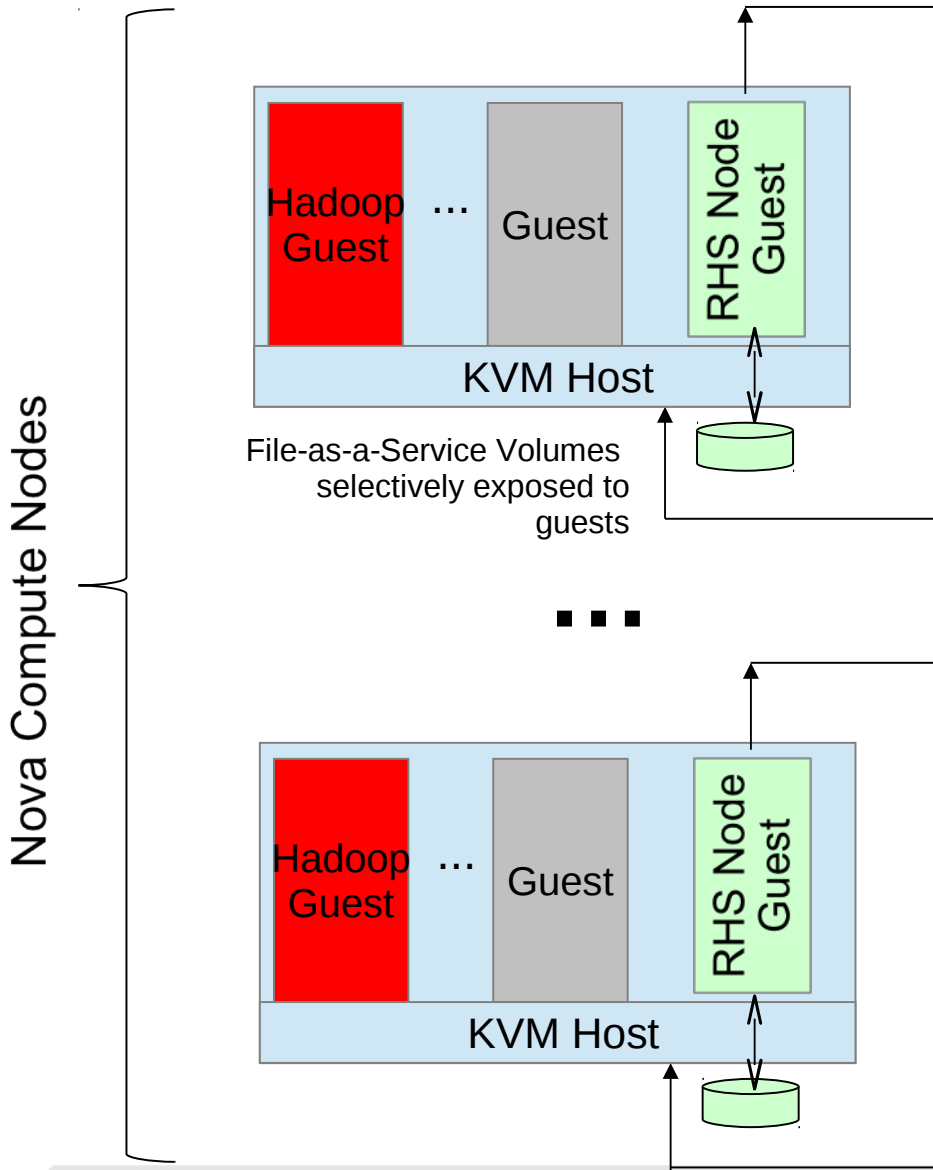 Nova Compute Nodes
Hadoop
Guest
...
Guest
RHS Node
Guest
KVM Host
File-as-a-Service Volumes
selectively exposed to
guests
...
Hadoop
Guest
...
Guest
RHS Node
Guest
KVM Host